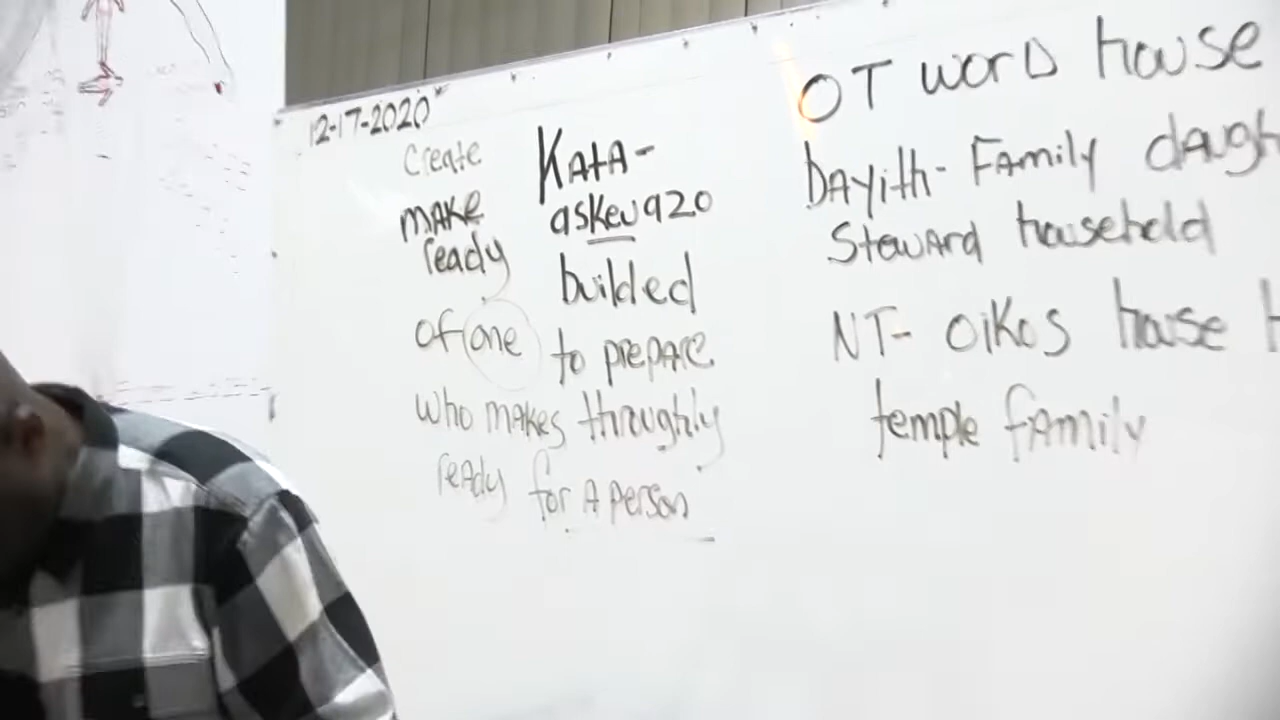 12-17-2020
Create
make
ready
of one
who makes throughly
ready for A person
KAtA-
askeuazo
builded
to prepare
OT WORD house
BAyith- Family daugh
Steward household
NT- oikos house
temple family